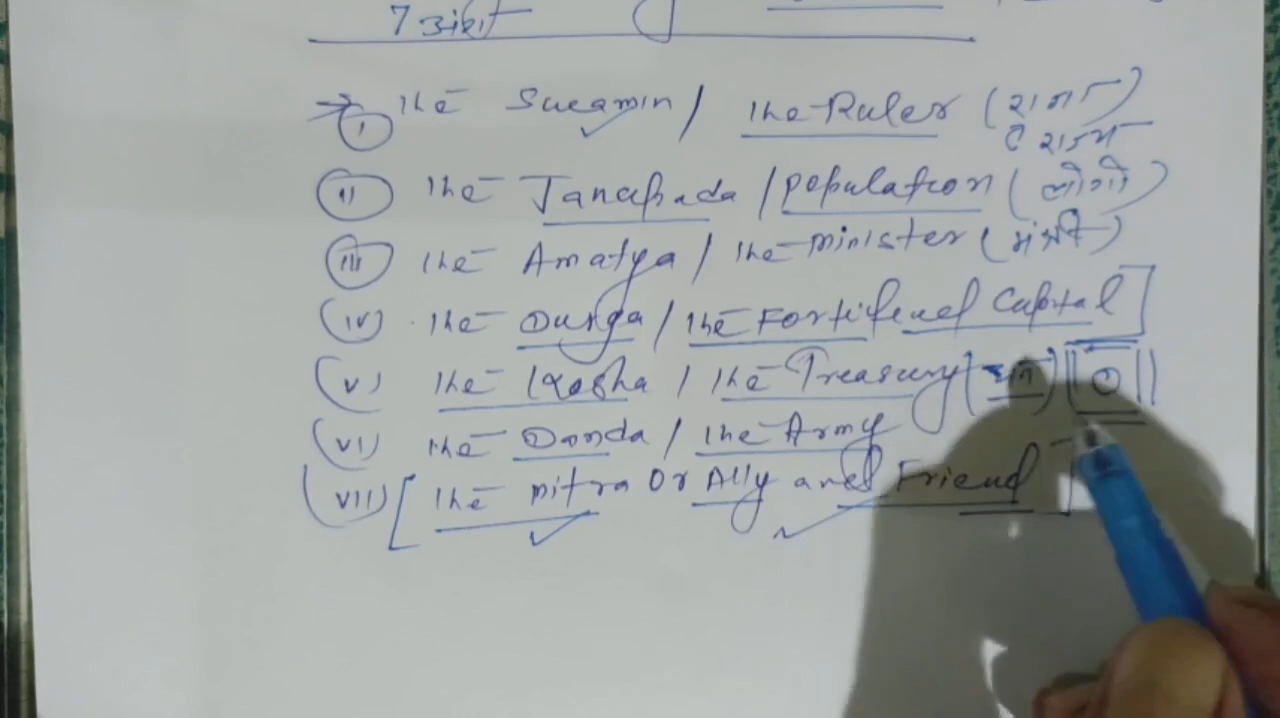 7 अंग
(i) The Swamin / The Ruler (राजा
राजा
(ii) The Janapada / population (लोगों)
(iii) The Amatya / The Minister (मंत्री)
(iv) The Durga / The Fortified Capital
(v) The Kosha / The Treasury (धन)
(vi) The Danda / The Army
(vii) [The Mitra Or Ally and Friend]